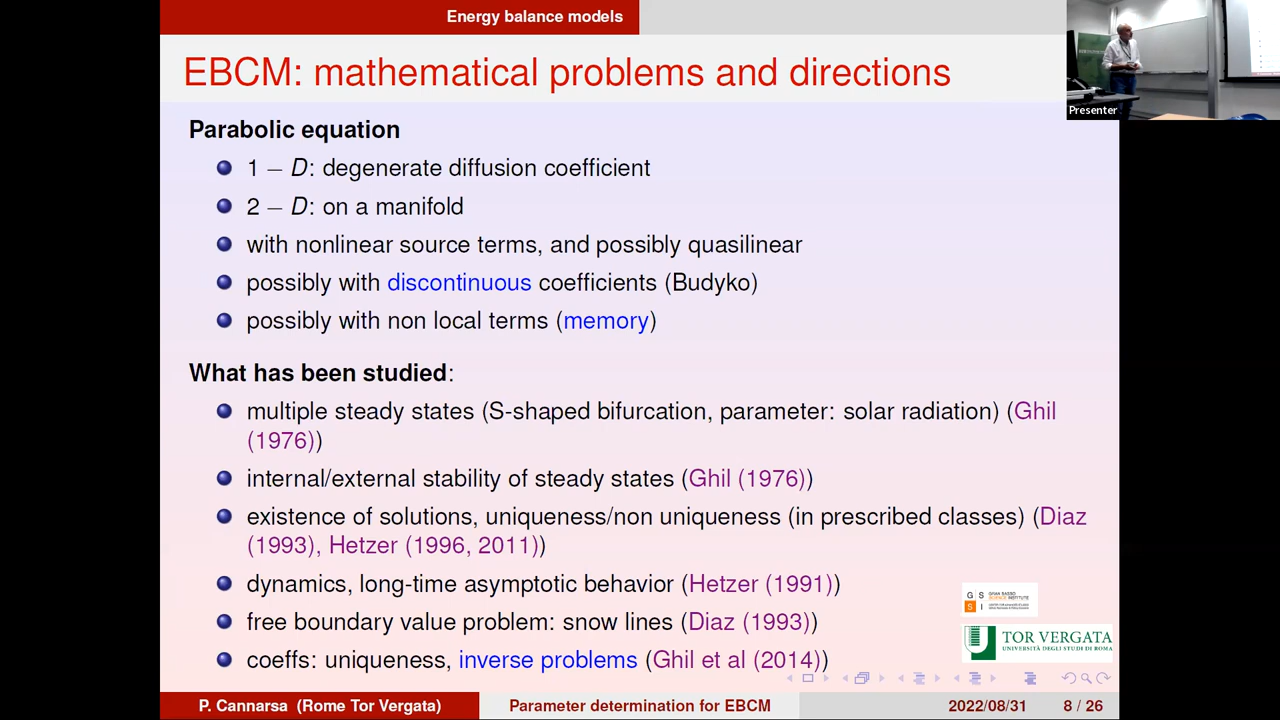 Energy balance models
EBCM: mathematical problems and directions
Presenter
Parabolic equation
1 − D: degenerate diffusion coefficient
2 − D: on a manifold
with nonlinear source terms, and possibly quasilinear
possibly with discontinuous coefficients (Budyko)
possibly with non local terms (memory)
What has been studied:
multiple steady states (S-shaped bifurcation, parameter: solar radiation) (Ghil
(1976))
internal/external stability of steady states (Ghil (1976))
existence of solutions, uniqueness/non uniqueness (in prescribed classes) (Diaz
(1993), Hetzer (1996, 2011))
dynamics, long-time asymptotic behavior (Hetzer (1991))
free boundary value problem: snow lines (Diaz (1993))
coeffs: uniqueness, inverse problems (Ghil et al (2014))
G S
S I
GRAN SASSO
SCIENCE INSTITUTE
TOR VERGATA
UNIVERSITÀ DEGLI STUDI DI ROMA
P. Cannarsa (Rome Tor Vergata)
Parameter determination for EBCM
2022/08/31
8 / 26